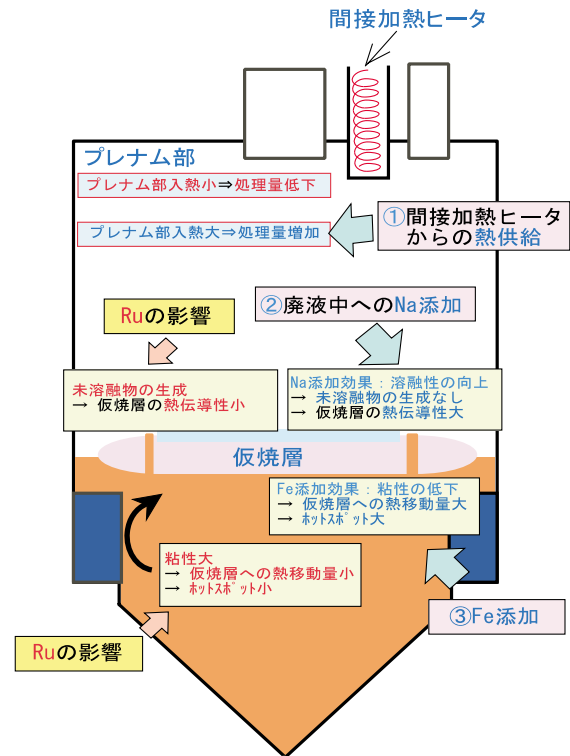 間接加熱ヒータ
プレナム部
プレナム部入熱小⇒処理量低下
プレナム部入熱大⇒処理量増加
①間接加熱ヒータ
からの熱供給
Ruの影響
②廃液中へのNa添加
未溶融物の生成
→ 仮焼層の熱伝導性小
Na添加効果：溶融性の向上
→ 未溶融物の生成なし
→ 仮焼層の熱伝導性大
仮焼層
Fe添加効果：粘性の低下
→ 仮焼層への熱移動量大
→ ﾎｯﾄｽﾎﾟｯﾄ大
粘性大
→ 仮焼層への熱移動量小
→ ﾎｯﾄｽﾎﾟｯﾄ小
③Fe添加
Ruの影響